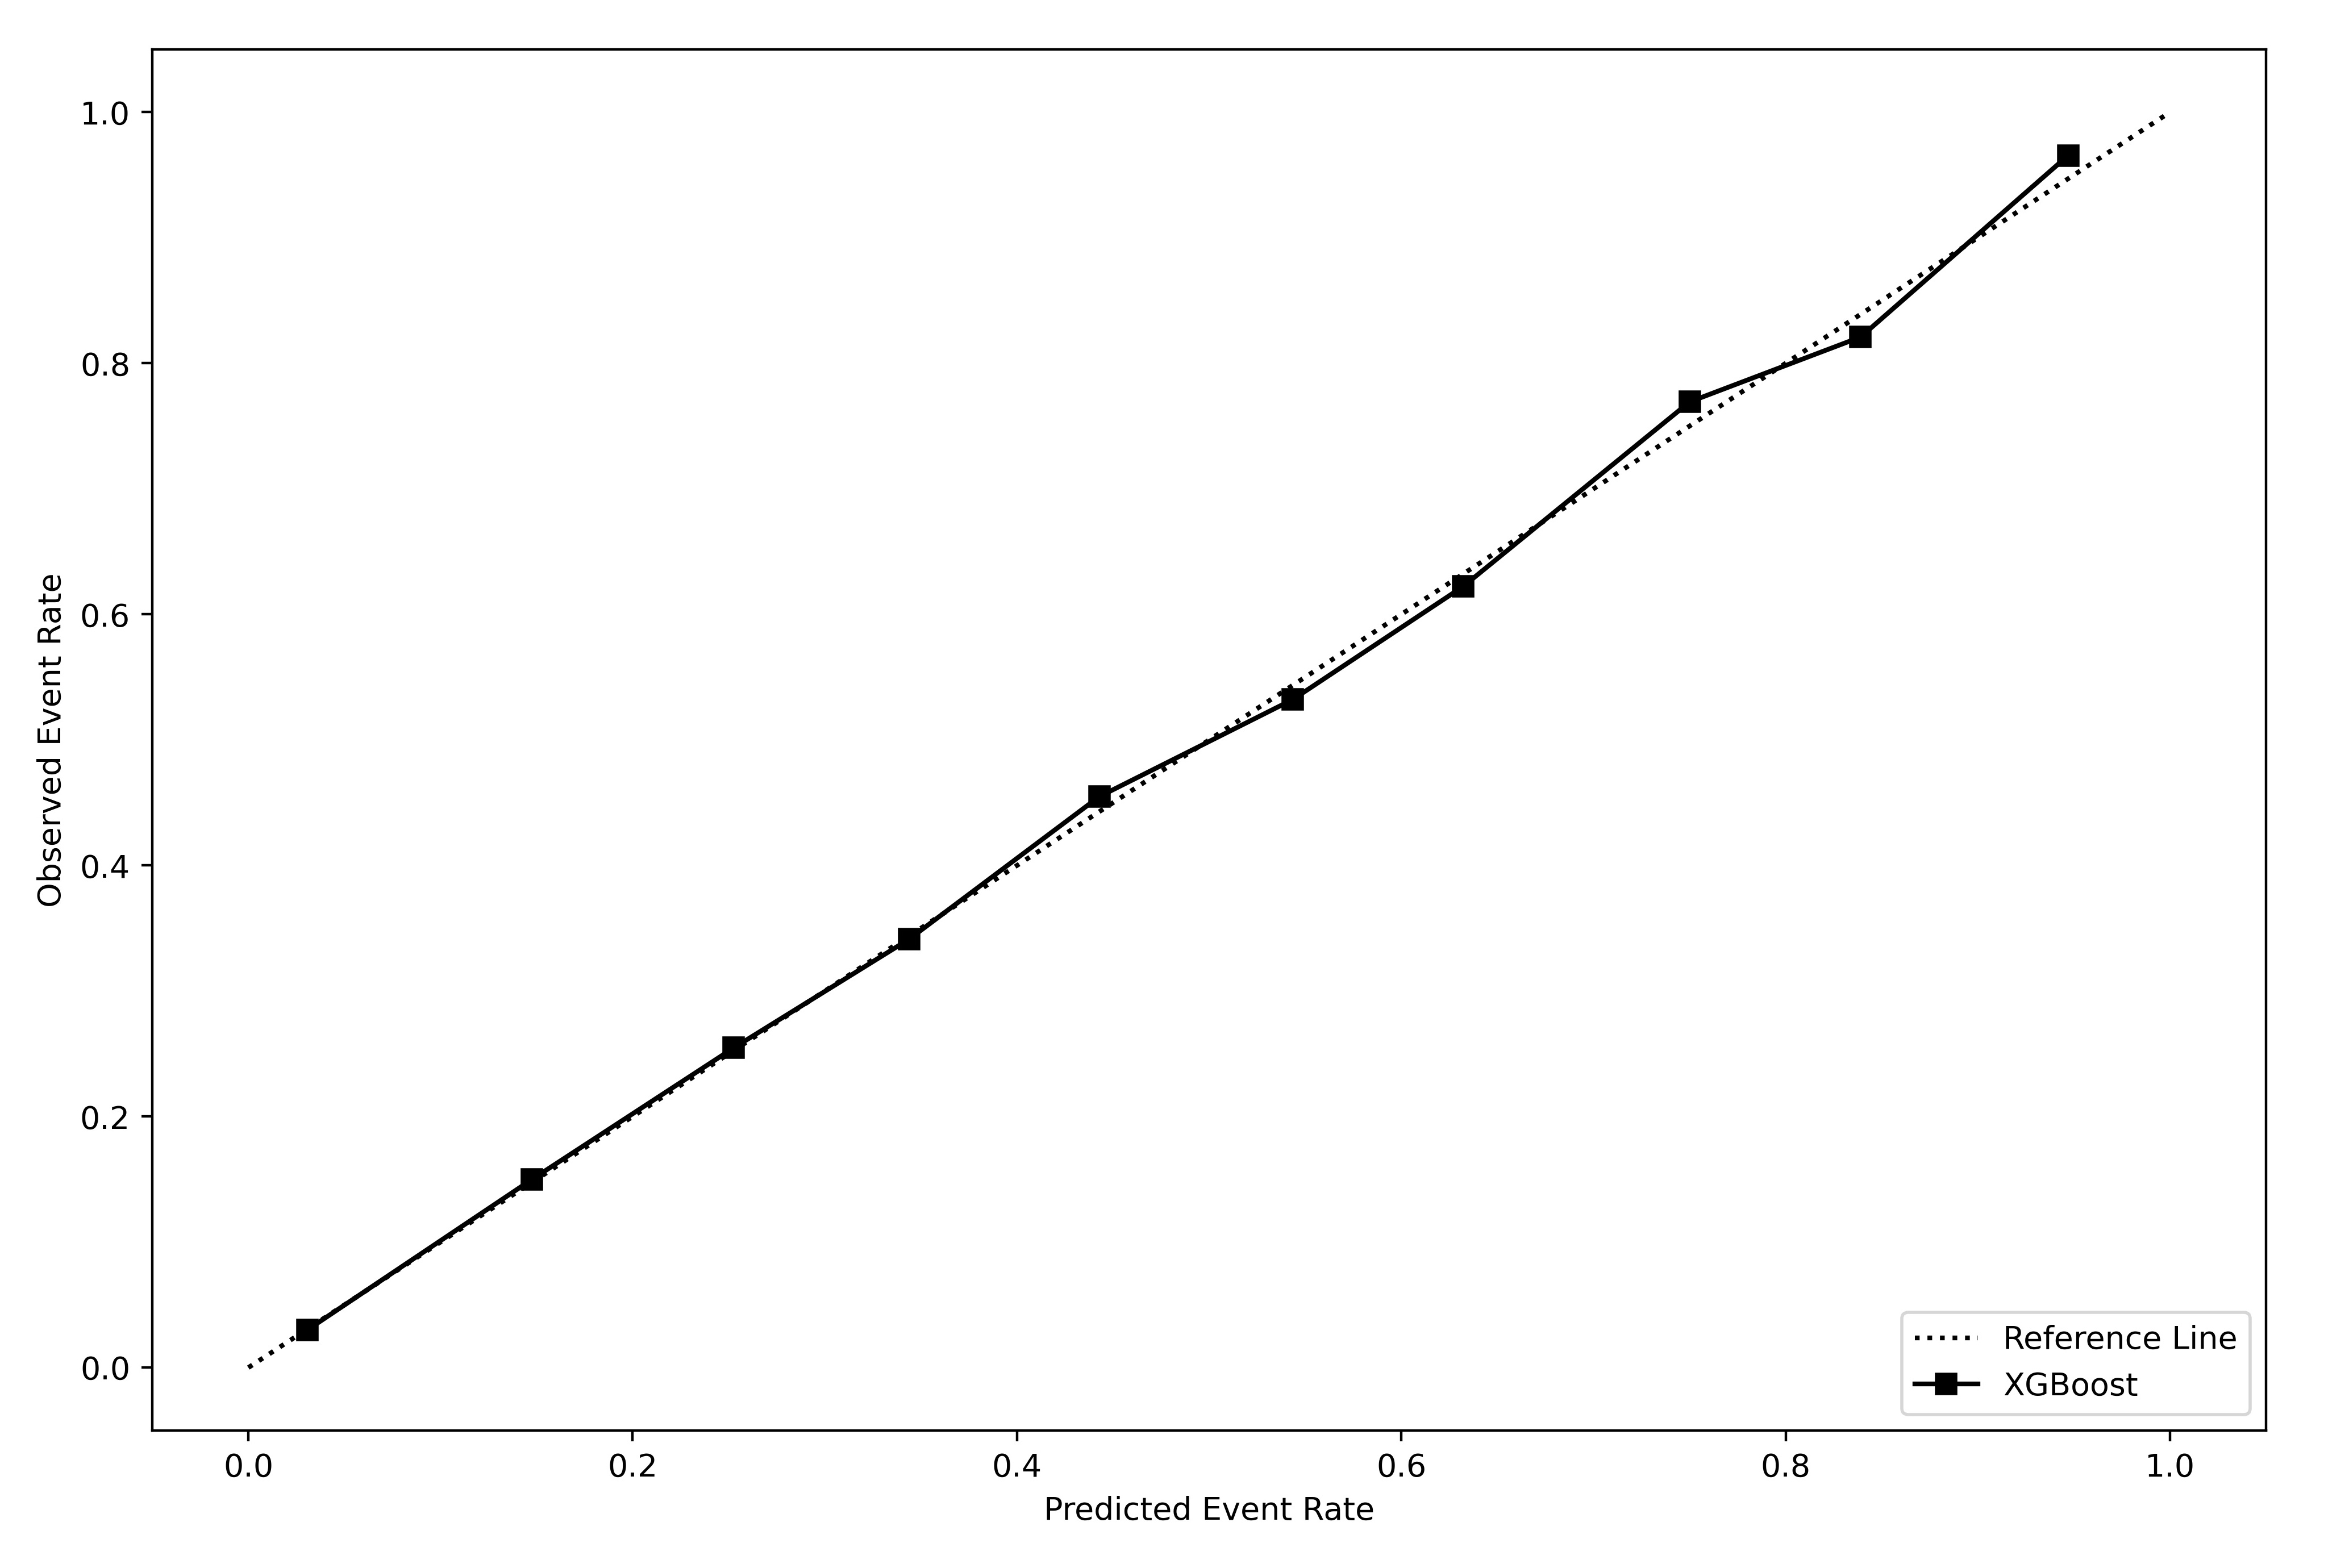 1.0
0.8
0.6
0.4
0.2
0.0
Observed Event Rate
0.0 0.2 0.4 0.6 0.8 1.0
Predicted Event Rate
Reference Line
XGBoost